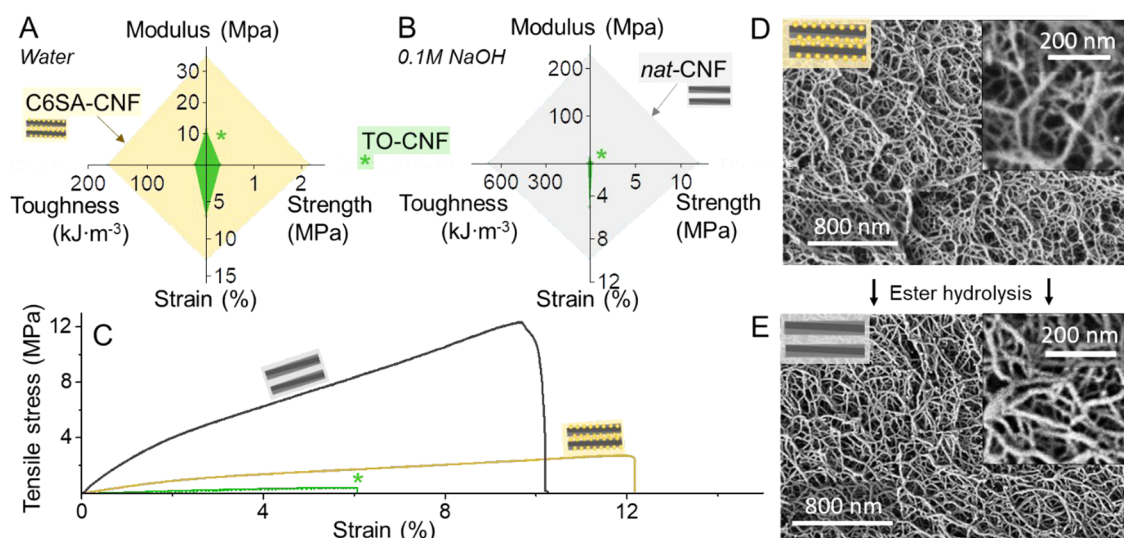 A
Water
Modulus (Mpa)
30
20
10
*
C6SA-CNF
200
100
1
2
5
10
15
Toughness
(kJ·m⁻³)
Strength
(MPa)
Strain (%)
TO-CNF
*
B
0.1M NaOH
Modulus (Mpa)
200
100
*
nat-CNF
600
300
5
10
4
8
12
Toughness
(kJ·m⁻³)
Strength
(MPa)
Strain (%)
C
Tensile stress (MPa)
12
8
4
*
0
4
8
12
Strain (%)
D
200 nm
800 nm
Ester hydrolysis
E
200 nm
800 nm